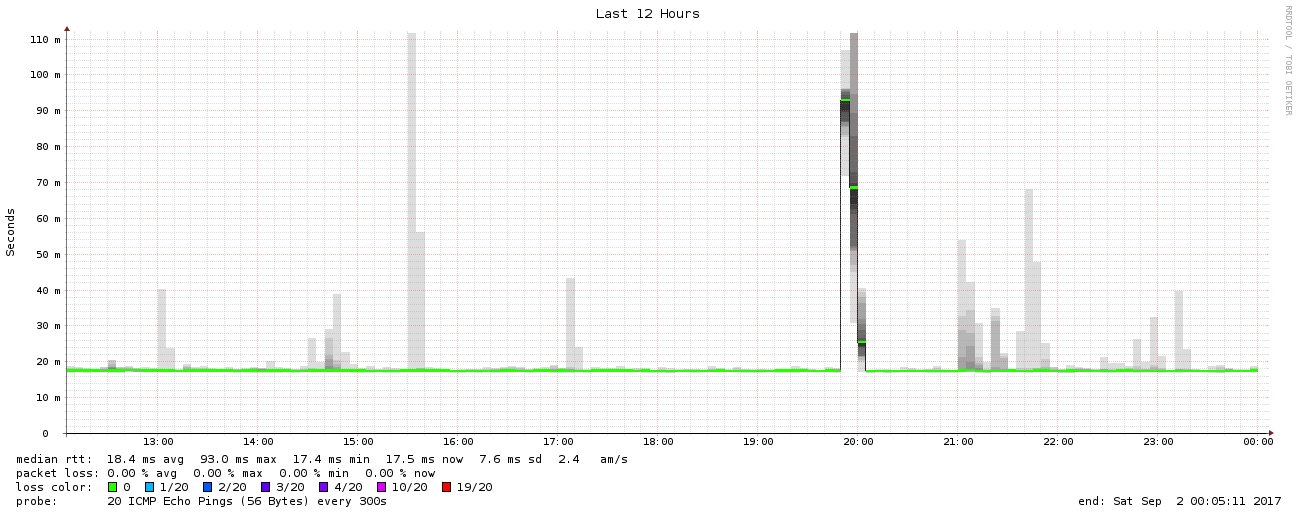 Last 12 Hours
RRDTOOL / TOBI OETIKER
Seconds
110 m
100 m
90 m
80 m
70 m
60 m
50 m
40 m
30 m
20 m
10 m
0
13:00 14:00 15:00 16:00 17:00 18:00 19:00 20:00 21:00 22:00 23:00 00:00
median rtt: 18.4 ms avg 93.0 ms max 17.4 ms min 17.5 ms now 7.6 ms sd 2.4 am/s
packet loss: 0.00 % avg 0.00 % max 0.00 % min 0.00 % now
loss color: 0 1/20 2/20 3/20 4/20 10/20 19/20
probe: 20 ICMP Echo Pings (56 Bytes) every 300s end: Sat Sep 2 00:05:11 2017